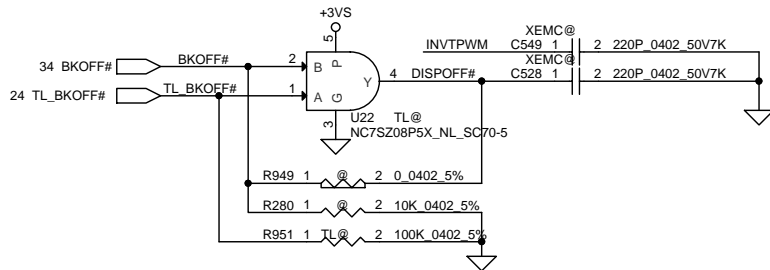 +3VS
XEMC@
INVTPWM C549 1 2 220P_0402_50V7K
XEMC@
34 BKOFF# BKOFF# 2 B P 5
Y 4 DISPOFF# C528 1 2 220P_0402_50V7K
24 TL_BKOFF# TL_BKOFF# 1 A G 3
U22 TL@
NC7SZ08P5X_NL_SC70-5
R949 1 @ 2 0_0402_5%
R280 1 @ 2 10K_0402_5%
R951 1 TL@ 2 100K_0402_5%